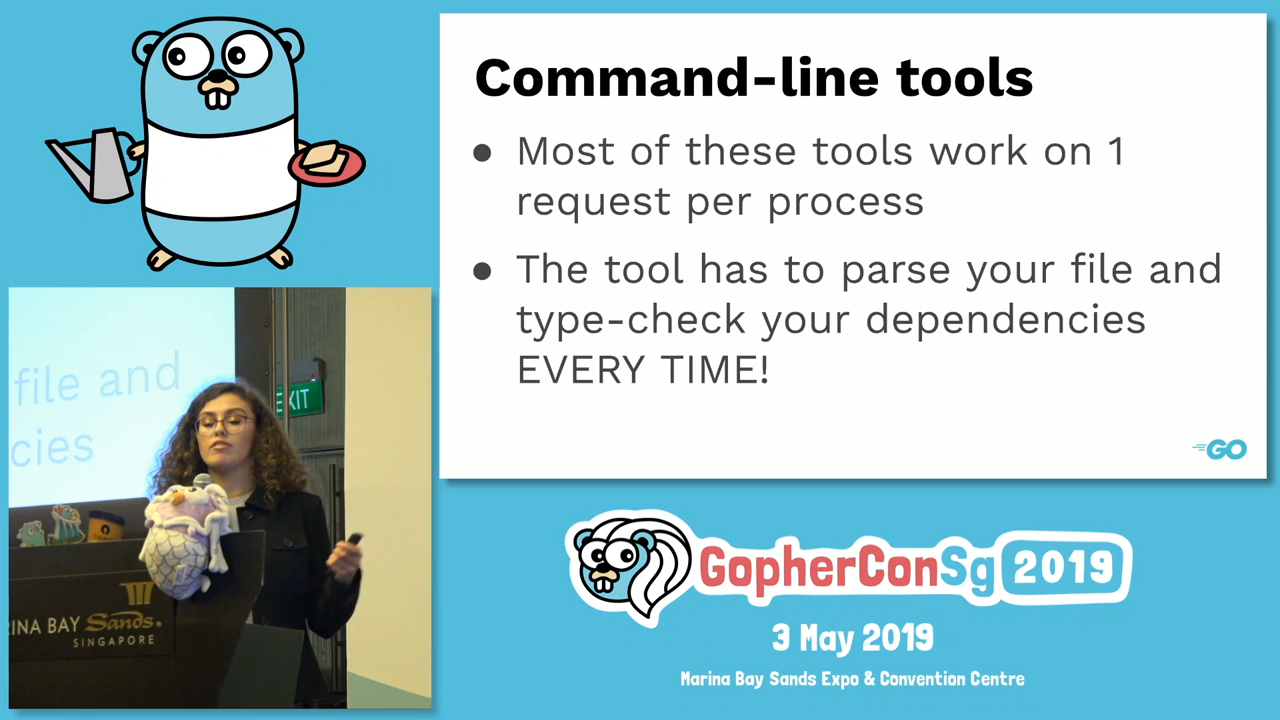 Command-line tools
● Most of these tools work on 1
request per process
● The tool has to parse your file and
type-check your dependencies
EVERY TIME!
GO
file and
cies
EXIT
RINA BAY Sands®
SINGAPORE
GopherConSg 2019
3 May 2019
Marina Bay Sands Expo & Convention Centre